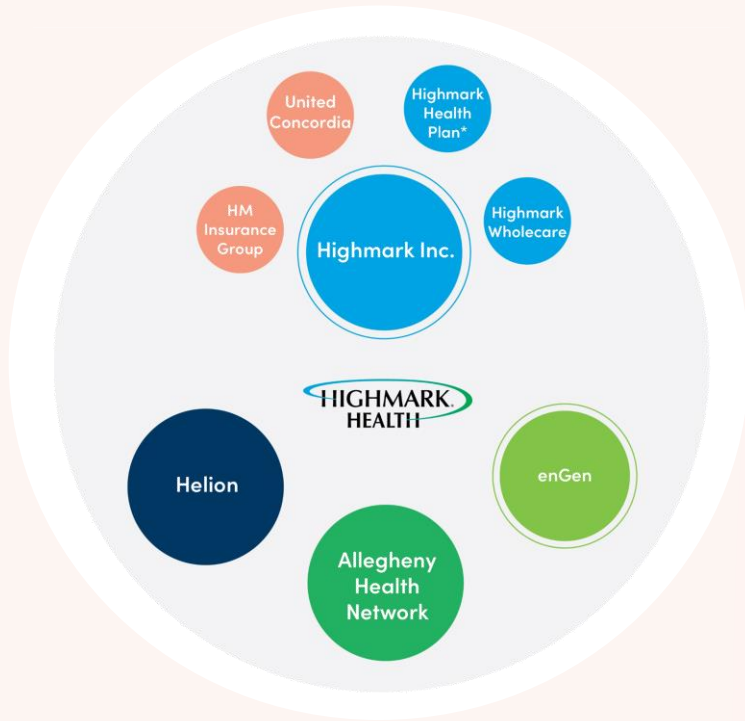 United
Concordia
Highmark
Health
Plan*
HM
Insurance
Group
Highmark Inc.
Highmark
Wholecare
HIGHMARK.
HEALTH
Helion
enGen
Allegheny
Health
Network